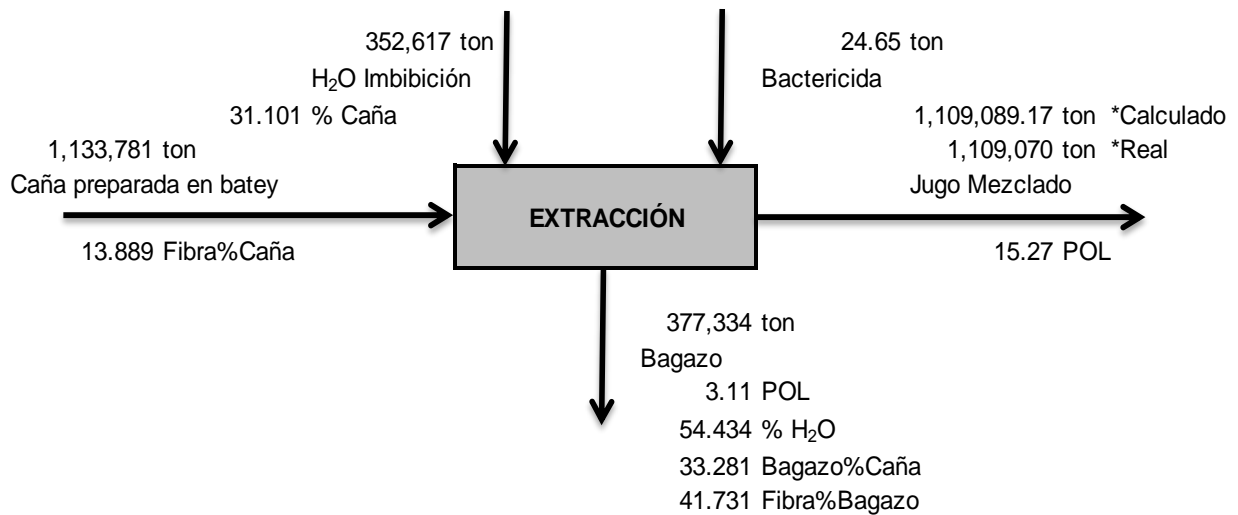 352,617 ton
H₂O Imbibición
31.101 % Caña
24.65 ton
Bactericida
1,109,089.17 ton *Calculado
1,109,070 ton *Real
Jugo Mezclado
1,133,781 ton
Caña preparada en batey
EXTRACCIÓN
13.889 Fibra%Caña
15.27 POL
377,334 ton
Bagazo
3.11 POL
54.434 % H₂O
33.281 Bagazo%Caña
41.731 Fibra%Bagazo